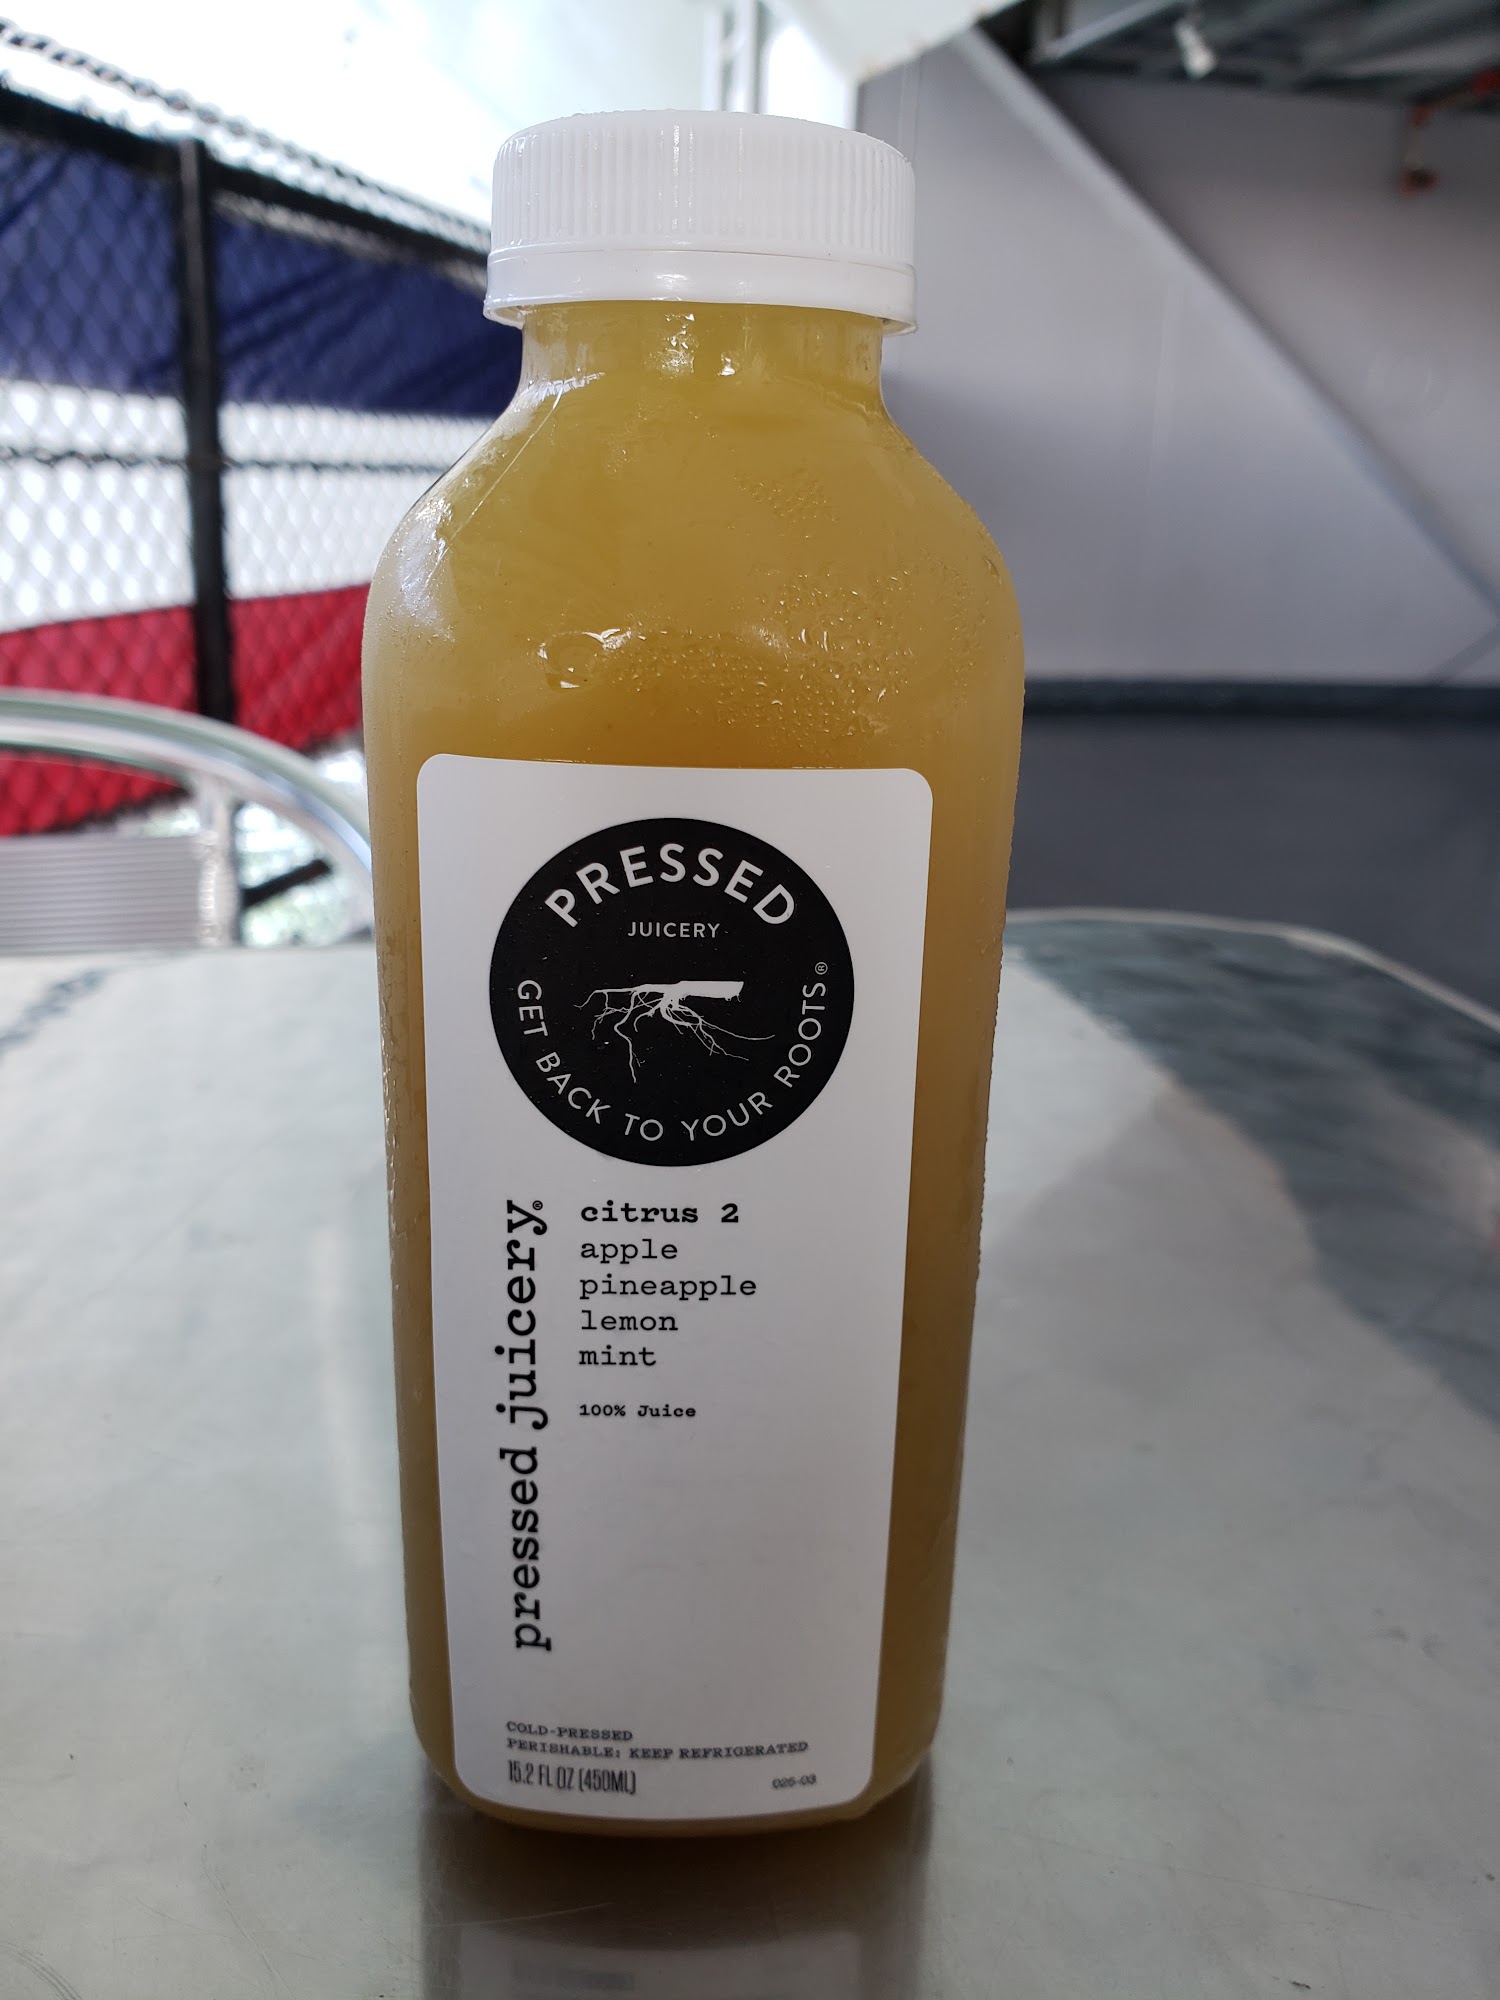 PRESSED
JUICERY
GET BACK TO YOUR ROOTS®
pressed juicery®
citrus 2
apple
pineapple
lemon
mint
100% Juice
COLD-PRESSED
PERISHABLE: KEEP REFRIGERATED
15.2 FL OZ (450ML)
025-03